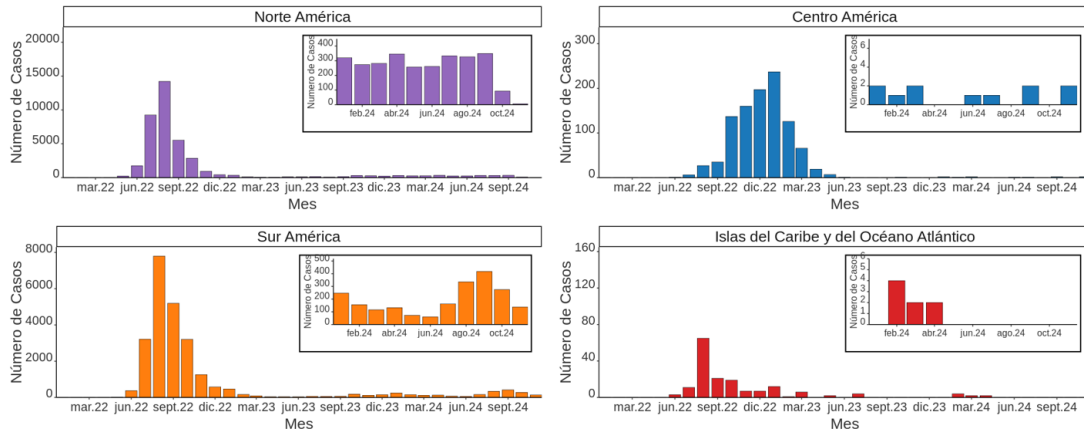 Norte América
Número de Casos
20000
15000
10000
5000
0
Número de Casos
400
300
200
100
0
feb.24 abr.24 jun.24 ago.24 oct.24
mar.22 jun.22 sept.22 dic.22 mar.23 jun.23 sept.23 dic.23 mar.24 jun.24 sept.24
Mes
Centro América
Número de Casos
300
200
100
0
Número de Casos
6
4
2
0
feb.24 abr.24 jun.24 ago.24 oct.24
mar.22 jun.22 sept.22 dic.22 mar.23 jun.23 sept.23 dic.23 mar.24 jun.24 sept.24
Mes
Sur América
Número de Casos
8000
6000
4000
2000
0
Número de Casos
500
400
300
200
100
0
feb.24 abr.24 jun.24 ago.24 oct.24
mar.22 jun.22 sept.22 dic.22 mar.23 jun.23 sept.23 dic.23 mar.24 jun.24 sept.24
Mes
Islas del Caribe y del Océano Atlántico
Número de Casos
160
120
80
40
0
Número de Casos
6
5
4
3
2
1
0
feb.24 abr.24 jun.24 ago.24 oct.24
mar.22 jun.22 sept.22 dic.22 mar.23 jun.23 sept.23 dic.23 mar.24 jun.24 sept.24
Mes